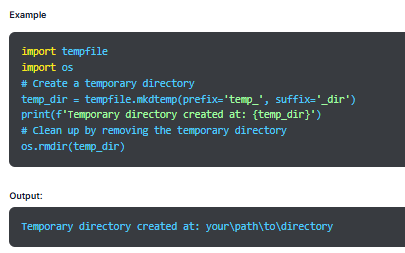 Example
import tempfile
import os
# Create a temporary directory
temp_dir = tempfile.mkdtemp(prefix='temp_', suffix='_dir')
print(f'Temporary directory created at: {temp_dir}')
# Clean up by removing the temporary directory
os.rmdir(temp_dir)
Output:
Temporary directory created at: your\path\to\directory